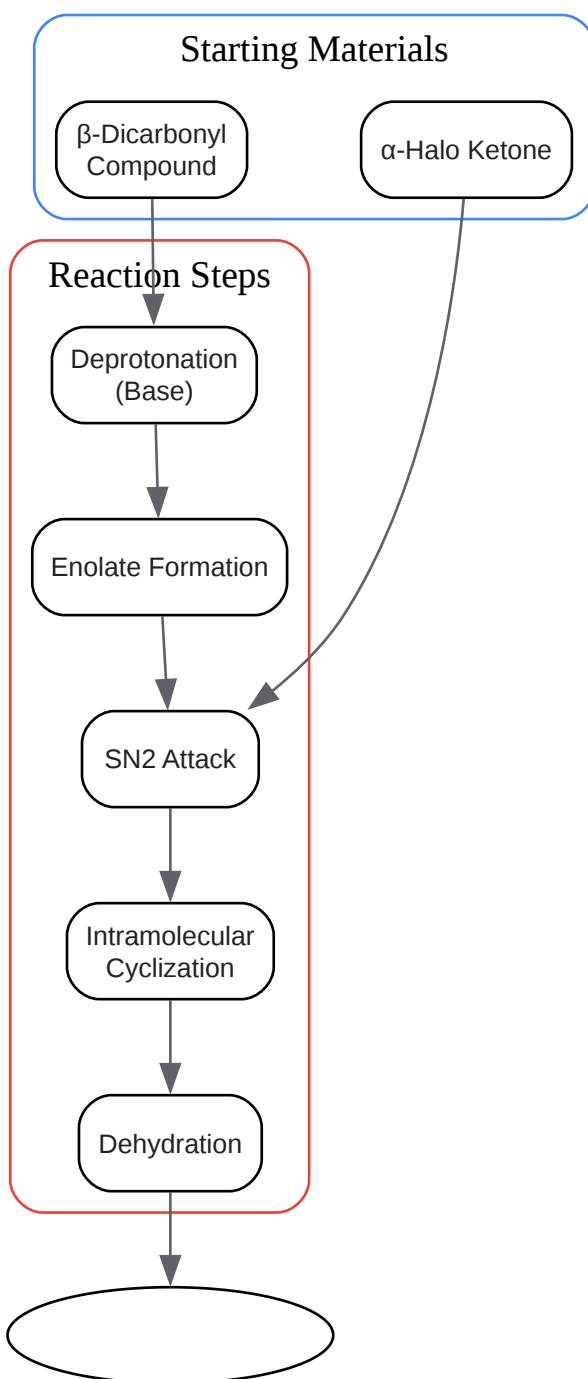 Starting Materials
β-Dicarbonyl
Compound
α-Halo Ketone
Reaction Steps
Deprotonation
(Base)
Enolate Formation
SN2 Attack
Intramolecular
Cyclization
Dehydration